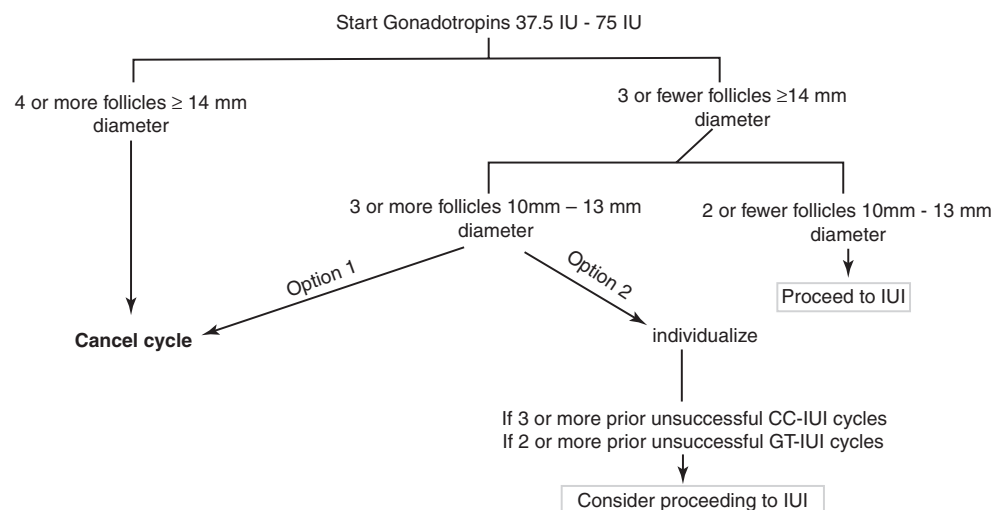 Start Gonadotropins 37.5 IU - 75 IU
4 or more follicles ≥ 14 mm
diameter
3 or fewer follicles ≥14 mm
diameter
3 or more follicles 10mm – 13 mm
diameter
2 or fewer follicles 10mm - 13 mm
diameter
Option 1
Option 2
Proceed to IUI
Cancel cycle
individualize
If 3 or more prior unsuccessful CC-IUI cycles
If 2 or more prior unsuccessful GT-IUI cycles
Consider proceeding to IUI